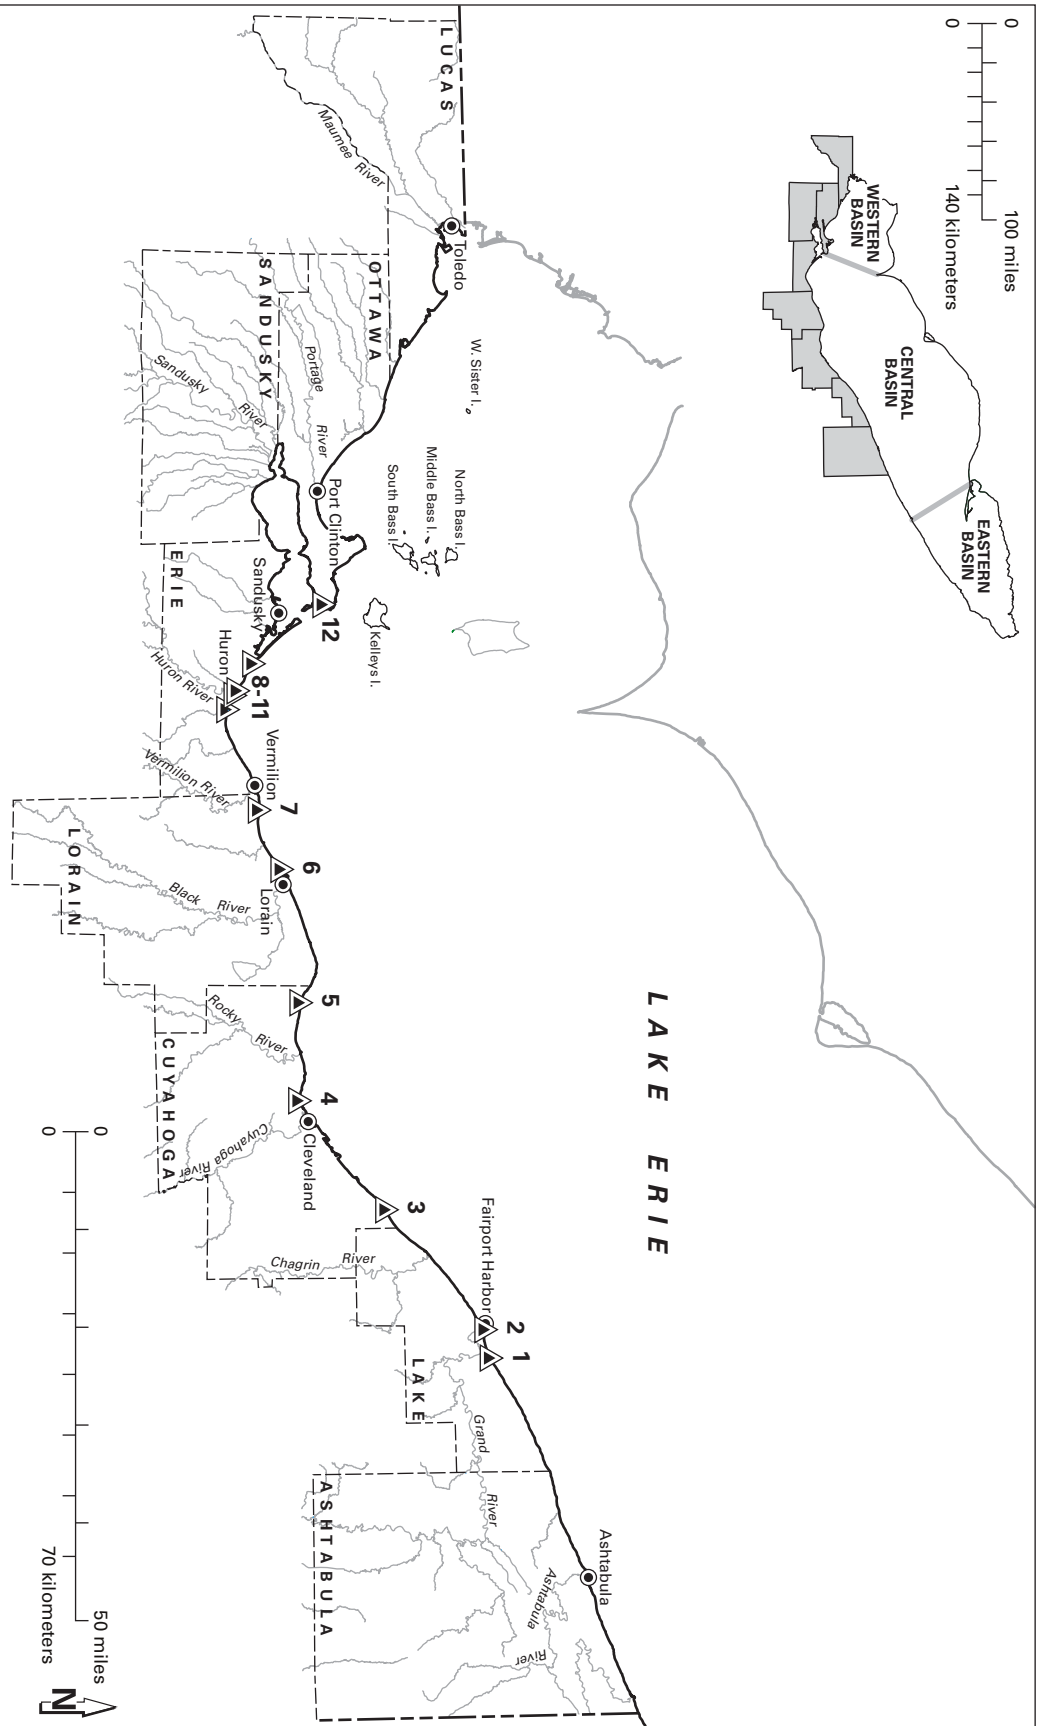 0
100 miles
0
140 kilometers
WESTERN
BASIN
CENTRAL
BASIN
EASTERN
BASIN
LAKE ERIE
LUCAS
Maumee River
Toledo
OTTAWA
SANDUSKY
Portage River
Sandusky River
W. Sister I.
North Bass I.
Middle Bass I.
South Bass I.
Port Clinton
12
Kelleys I.
Sandusky
ERIE
8-11
Huron
Huron River
Vermilion
Vermilion River
7
6
Lorain
LORAIN
Black River
5
Rocky River
CUYAHOGA
4
Cleveland
Cuyahoga River
3
Chagrin River
Fairport Harbor
2
1
LAKE
Grand River
Ashtabula
Ashtabula River
ASHTABULA
0
50 miles
0
70 kilometers
N